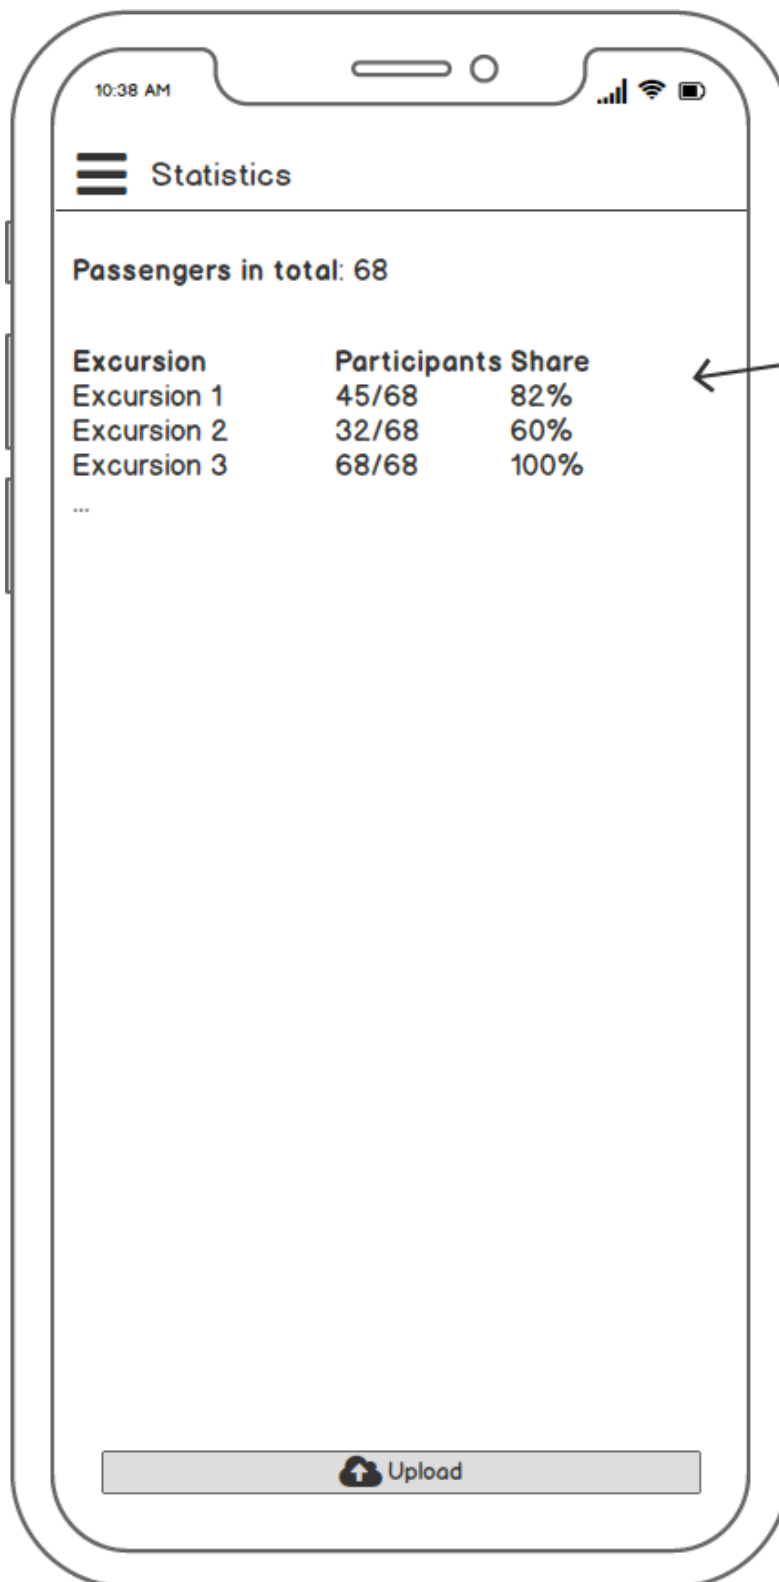 10:38 AM
Statistics
Passengers in total: 68
Excursion Participants Share
Excursion 1 45/68 82%
Excursion 2 32/68 60%
Excursion 3 68/68 100%
...
Upload